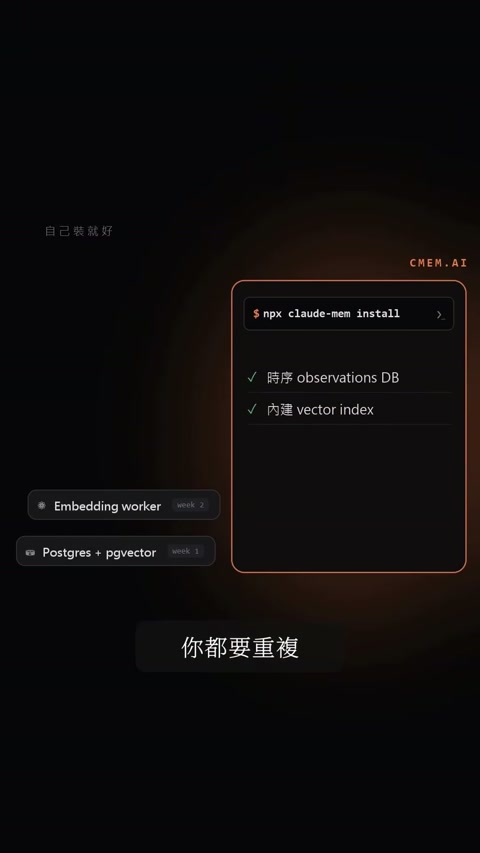 自己裝就好
CMEM.AI
$ npx claude-mem install
✓ 時序 observations DB
✓ 內建 vector index
Embedding worker week 2
Postgres + pgvector week 1
你都要重複